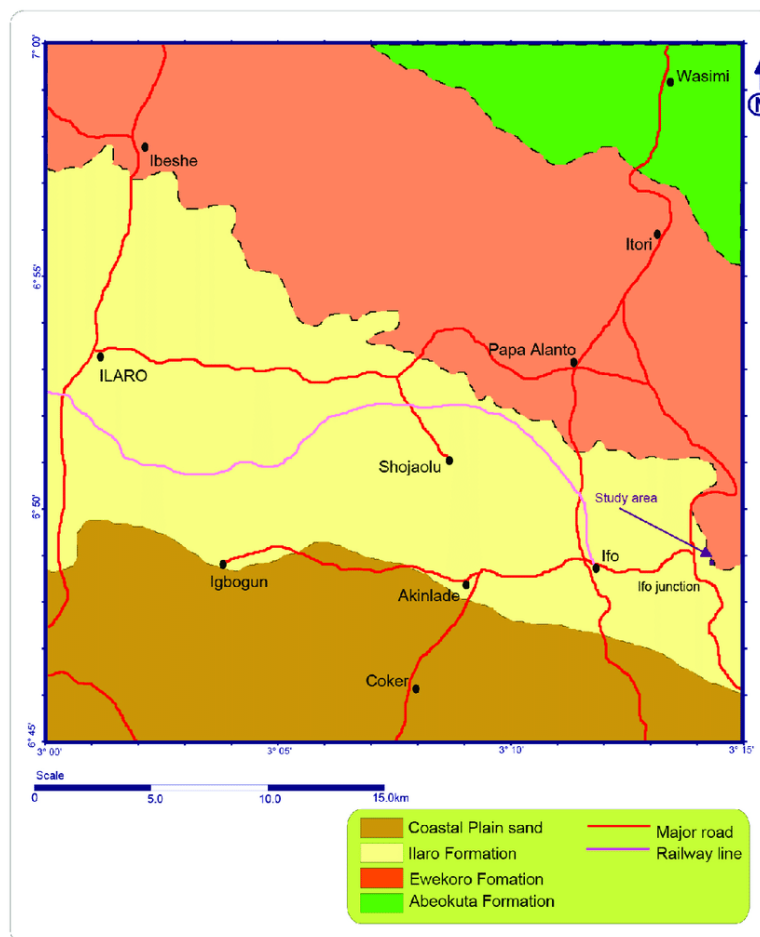 7° 00'
Wasimi
N
Ibeshe
Itori
6° 55'
Papa Alanto
ILARO
Shojaolu
Study area
6° 50'
Ifo
Igbogun
Ifo junction
Akinlade
Coker
6° 45'
3° 00'
3° 05'
3° 10'
3° 15'
Scale
0
5.0
10.0
15.0km
Coastal Plain sand
Major road
Ilaro Formation
Railway line
Ewekoro Fomation
Abeokuta Formation